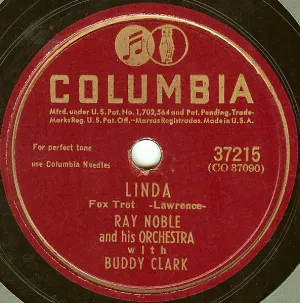 COLUMBIA
Mfrd. under U.S. Pat. No. 1,702,564 and Pat. Pending. Trade-
Marks Reg. U.S. Pat. Off. - Marcas Registradas. Made in U.S.A.
For perfect tone
use Columbia Needles
37215
(CO 37090)
LINDA
Fox Trot -Lawrence-
RAY NOBLE
and his ORCHESTRA
with
BUDDY CLARK